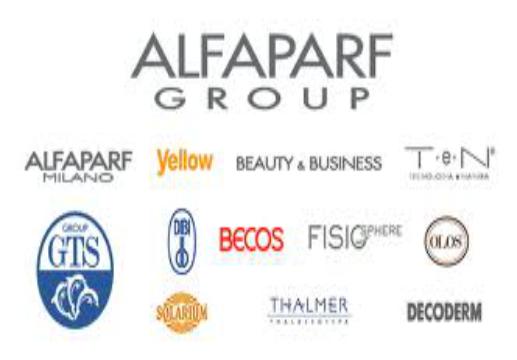 ALFAPARF
GROUP
ALFAPARF
MILANO
Yellow
BEAUTY & BUSINESS
T·e·N®
GROUP
GTS
DIBI
BECOS
FISIOSPHERE
OLOS
SOLARIUM
THALMER
DECODERM